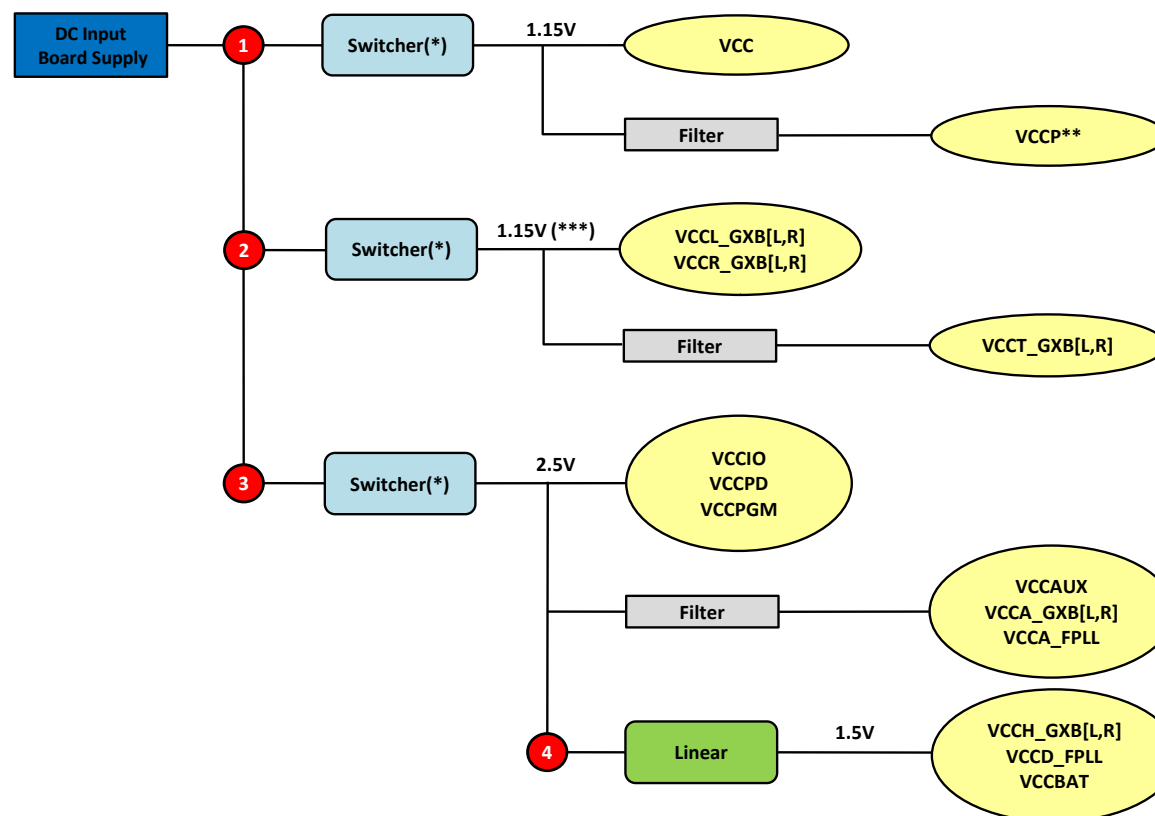 DC Input
Board Supply
1
Switcher(*)
1.15V
VCC
Filter
VCCP**
2
Switcher(*)
1.15V (***)
VCCL_GXB[L,R]
VCCR_GXB[L,R]
Filter
VCCT_GXB[L,R]
3
Switcher(*)
2.5V
VCCIO
VCCPD
VCCPGM
Filter
VCCAUX
VCCA_GXB[L,R]
VCCA_FPLL
4
Linear
1.5V
VCCH_GXB[L,R]
VCCD_FPLL
VCCBAT